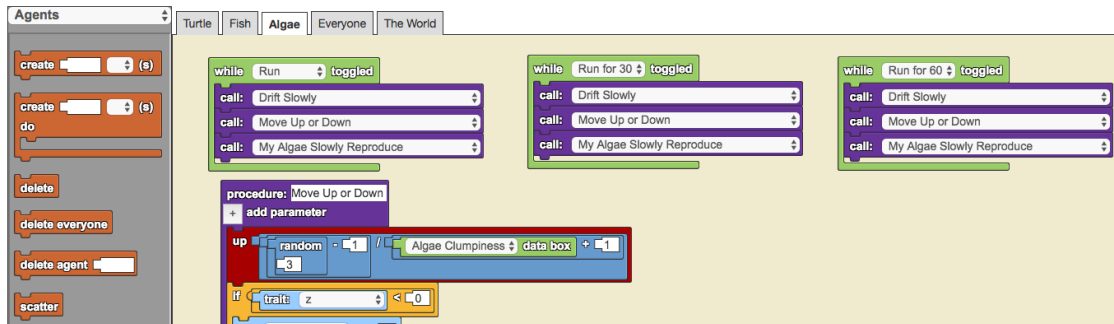 Agents
Turtle Fish Algae Everyone The World
create (s)
create (s)
do
delete
delete everyone
delete agent
scatter
while Run toggled
call: Drift Slowly
call: Move Up or Down
call: My Algae Slowly Reproduce
while Run for 30 toggled
call: Drift Slowly
call: Move Up or Down
call: My Algae Slowly Reproduce
while Run for 60 toggled
call: Drift Slowly
call: Move Up or Down
call: My Algae Slowly Reproduce
procedure: Move Up or Down
+ add parameter
up random - 1 / Algae Clumpiness data box + 1
3
if trait: z < 0